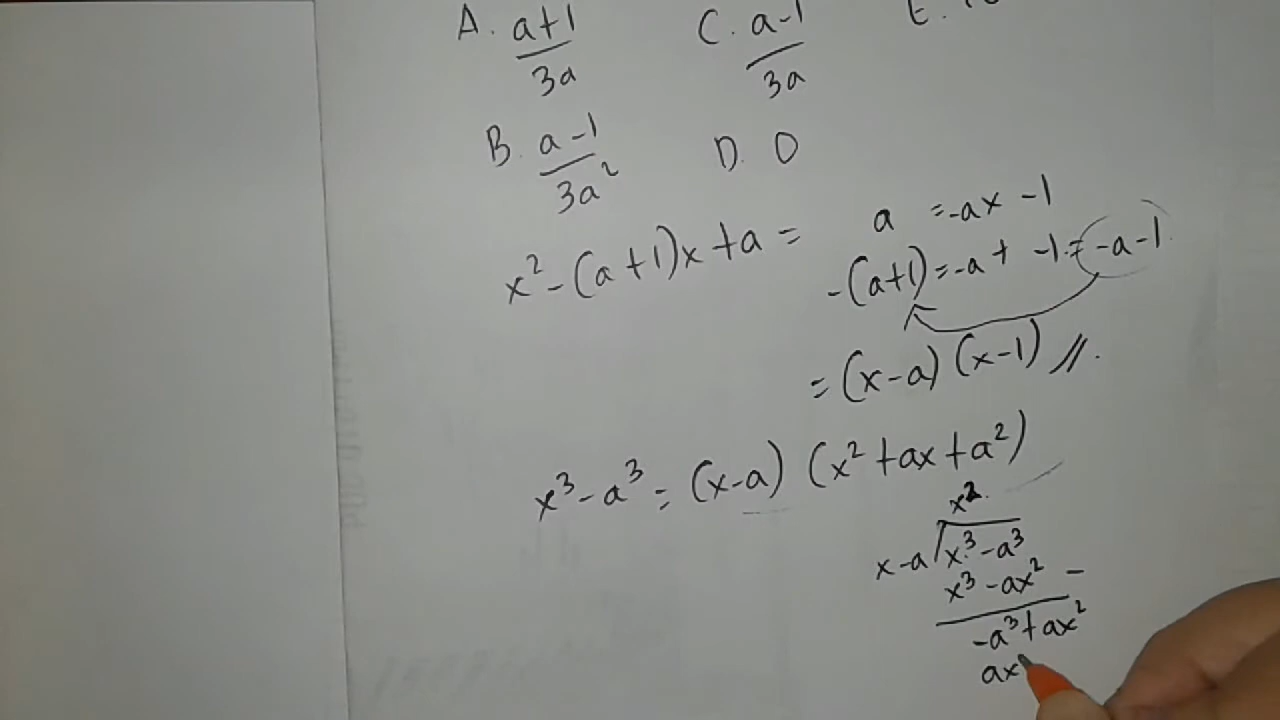 A. a+1/3a C. a-1/3a E.
B. a-1/3a² D. 0
x²-(a+1)x+a = a = -ax -1
-(a+1) = -a + -1 = -a-1
= (x-a)(x-1) //.
x³-a³ = (x-a) (x²+ax+a²)
x²
x-a x³-a³
x³-ax² -
-a³+ax²
ax